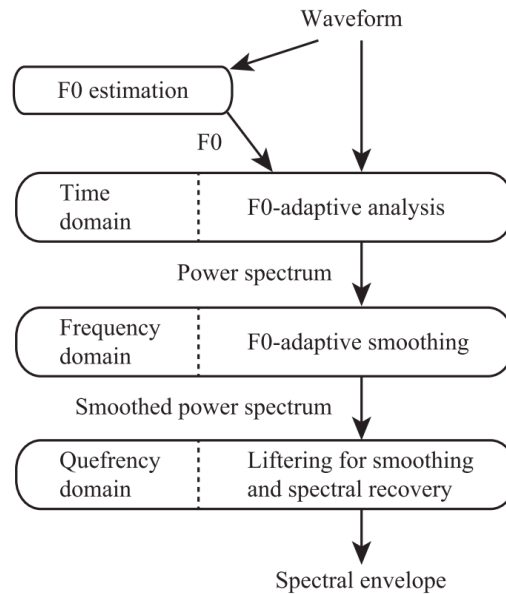 Waveform
F0 estimation
F0
Time
domain
F0-adaptive analysis
Power spectrum
Frequency
domain
F0-adaptive smoothing
Smoothed power spectrum
Quefrency
domain
Liftering for smoothing
and spectral recovery
Spectral envelope